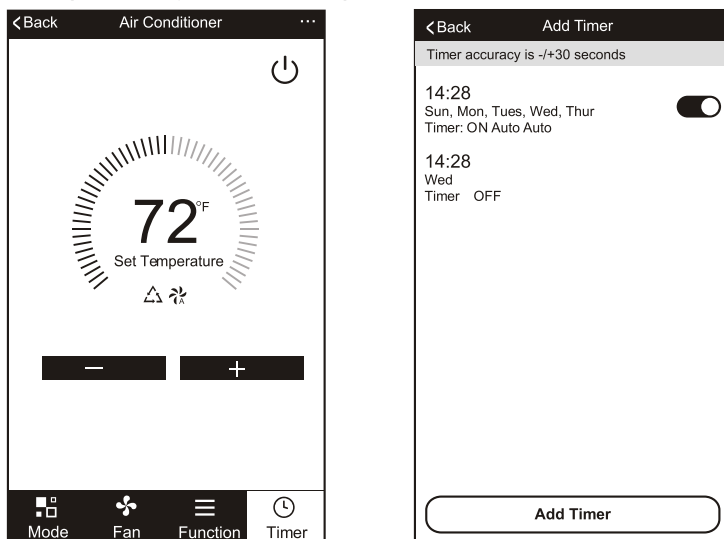 Back
Air Conditioner
...
72°F
Set Temperature
A
Mode
Fan
Function
Timer
Back
Add Timer
Timer accuracy is -/+30 seconds
14:28
Sun, Mon, Tues, Wed, Thur
Timer: ON Auto Auto
14:28
Wed
Timer OFF
Add Timer